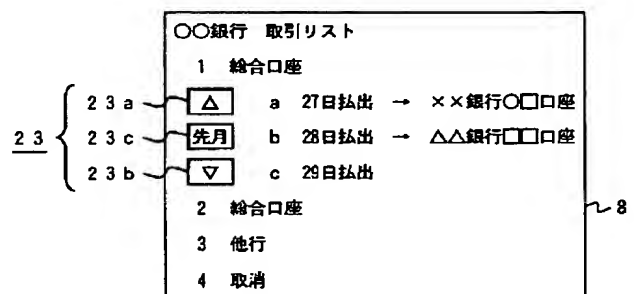 〇〇銀行 取引リスト
1 総合口座
23a △ a 27日払出 → ××銀行〇□口座
23 23c 先月 b 28日払出 → △△銀行□□口座
23b ▽ c 29日払出
2 総合口座
8
3 他行
4 取消